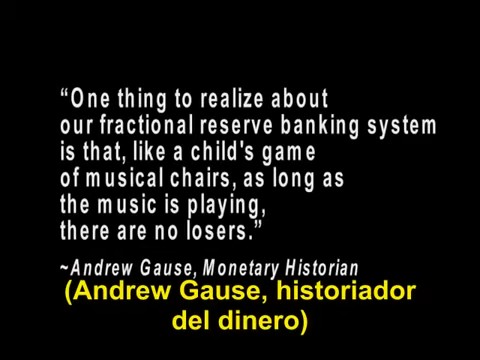 “One thing to realize about
our fractional reserve banking system
is that, like a child's game
of musical chairs, as long as
the music is playing,
there are no losers.”
~Andrew Gause, Monetary Historian
(Andrew Gause, historiador
del dinero)